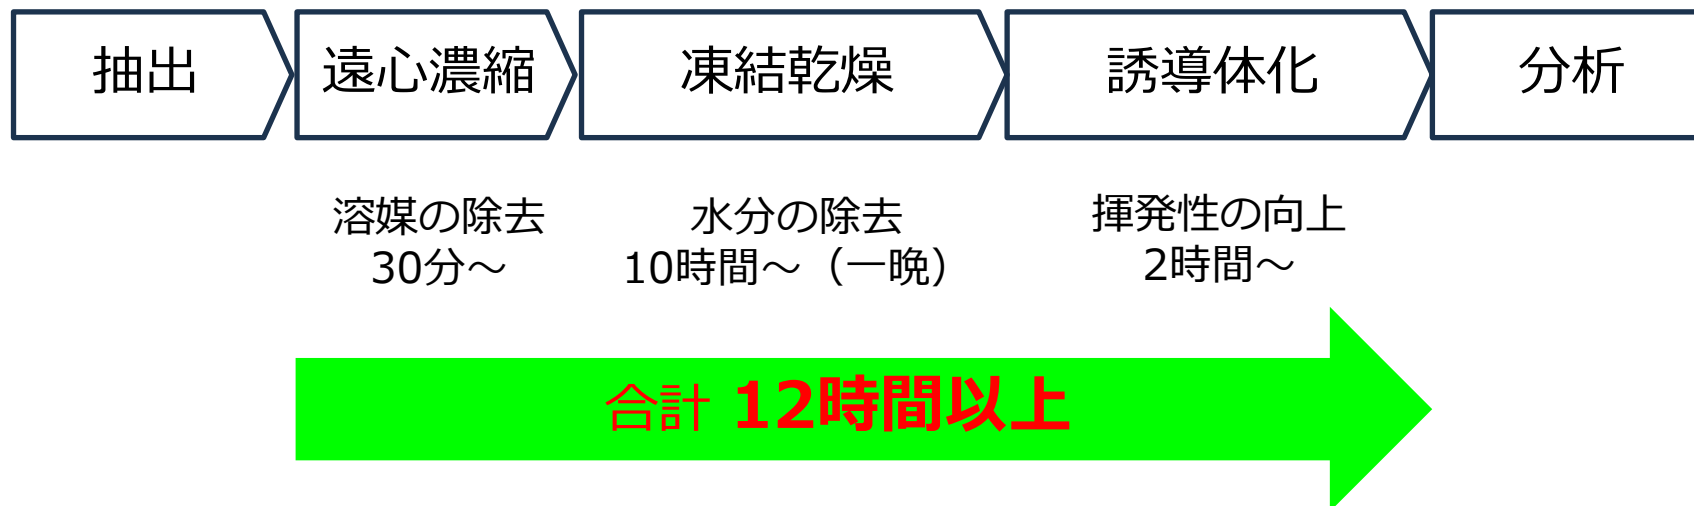 抽出
遠心濃縮
凍結乾燥
誘導体化
分析
溶媒の除去
30分～
水分の除去
10時間～（一晩）
揮発性の向上
2時間～
合計 12時間以上